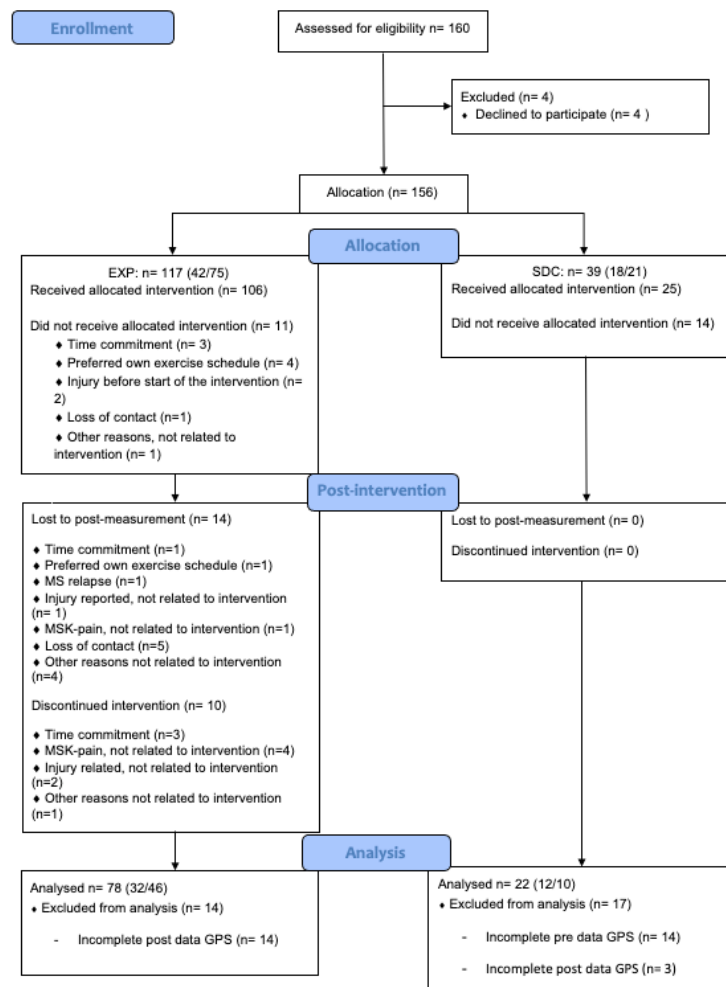 Enrollment
Assessed for eligibility n= 160
Excluded (n= 4)
♦ Declined to participate (n= 4 )
Allocation (n= 156)
Allocation
EXP: n= 117 (42/75)
Received allocated intervention (n= 106)
Did not receive allocated intervention (n= 11)
♦ Time commitment (n= 3)
♦ Preferred own exercise schedule (n= 4)
♦ Injury before start of the intervention (n=
2)
♦ Loss of contact (n=1)
♦ Other reasons, not related to
intervention (n= 1)
SDC: n= 39 (18/21)
Received allocated intervention (n= 25)
Did not receive allocated intervention (n= 14)
Post-intervention
Lost to post-measurement (n= 14)
♦ Time commitment (n=1)
♦ Preferred own exercise schedule (n=1)
♦ MS relapse (n=1)
♦ Injury reported, not related to intervention
(n= 1)
♦ MSK-pain, not related to intervention (n=1)
♦ Loss of contact (n=5)
♦ Other reasons not related to intervention
(n=4)
Discontinued intervention (n= 10)
♦ Time commitment (n=3)
♦ MSK-pain, not related to intervention (n=4)
♦ Injury related, not related to intervention
(n=2)
♦ Other reasons not related to intervention
(n=1)
Lost to post-measurement (n= 0)
Discontinued intervention (n= 0)
Analysis
Analysed n= 78 (32/46)
♦ Excluded from analysis (n= 14)
- Incomplete post data GPS (n= 14)
Analysed n= 22 (12/10)
♦ Excluded from analysis (n= 17)
- Incomplete pre data GPS (n= 14)
- Incomplete post data GPS (n= 3)